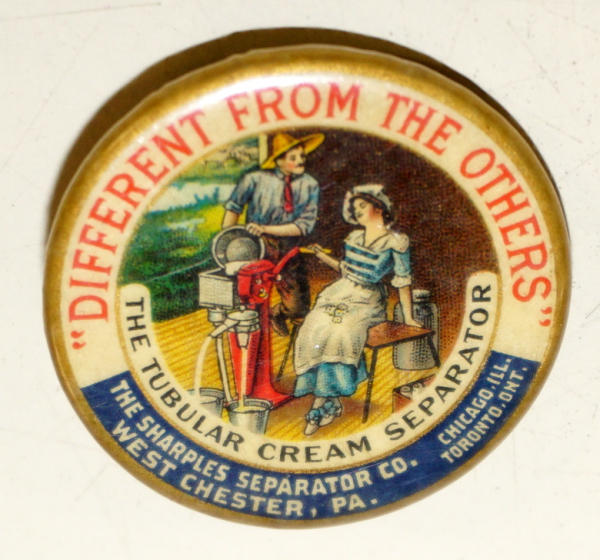 "DIFFERENT FROM THE OTHERS"
THE TUBULAR CREAM SEPARATOR
THE SHARPLES SEPARATOR CO.
WEST CHESTER, PA.
CHICAGO, ILL.
TORONTO, ONT.